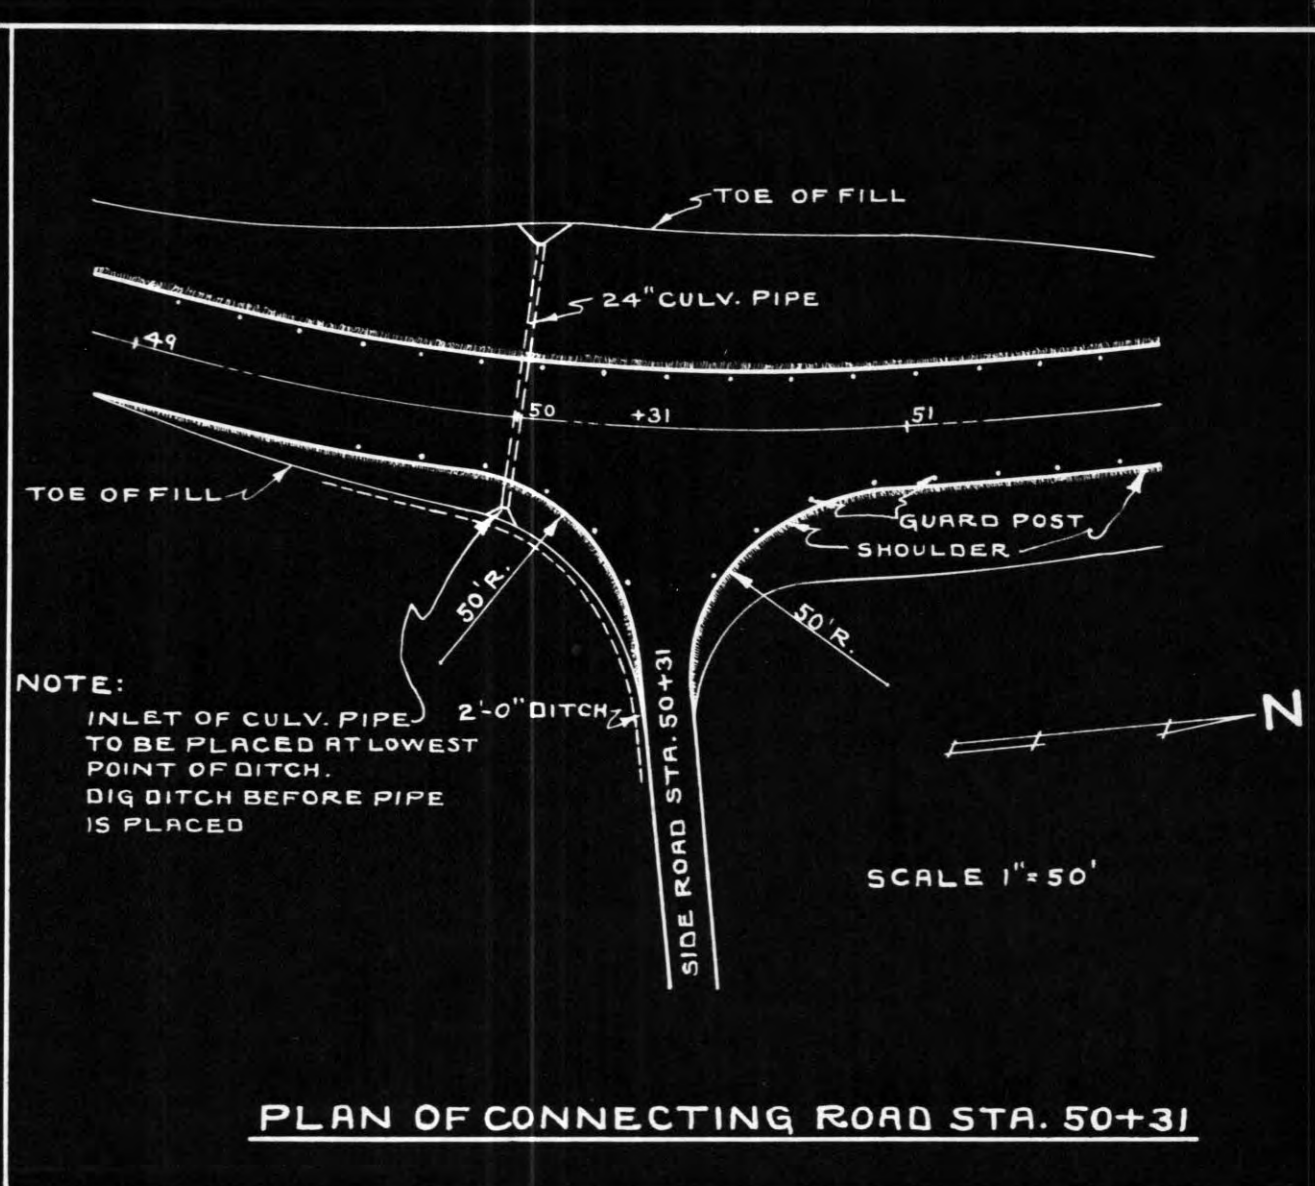 TOE OF FILL
24" CULV. PIPE
49
50
+31
51
TOE OF FILL
GUARD POST
SHOULDER
50'R.
50'R.
NOTE:
INLET OF CULV. PIPE
TO BE PLACED AT LOWEST
POINT OF DITCH.
DIG DITCH BEFORE PIPE
IS PLACED
2'-0" DITCH
SIDE ROAD STA. 50+31
N
SCALE 1" = 50'
PLAN OF CONNECTING ROAD STA. 50+31